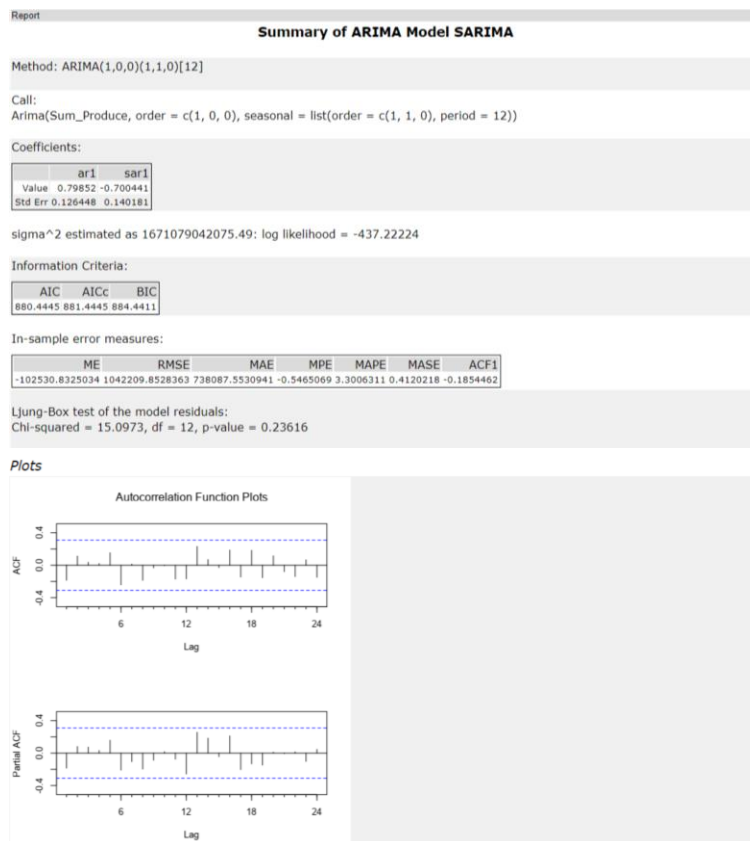 Report
Summary of ARIMA Model SARIMA
Method: ARIMA(1,0,0)(1,1,0)[12]
Call:
Arima(Sum_Produce, order = c(1, 0, 0), seasonal = list(order = c(1, 1, 0), period = 12))
Coefficients:
ar1 sar1
Value 0.79852 -0.700441
Std Err 0.126448 0.140181
sigma^2 estimated as 1671079042075.49: log likelihood = -437.22224
Information Criteria:
AIC AICc BIC
880.4445 881.4445 884.4411
In-sample error measures:
ME RMSE MAE MPE MAPE MASE ACF1
-102530.8325034 1042209.8528363 738087.5530941 -0.5465069 3.3006311 0.4120218 -0.1854462
Ljung-Box test of the model residuals:
Chi-squared = 15.0973, df = 12, p-value = 0.23616
Plots
Autocorrelation Function Plots
ACF
0.4
0.0
-0.4
6 12 18 24
Lag
Partial ACF
0.4
0.0
-0.4
6 12 18 24
Lag